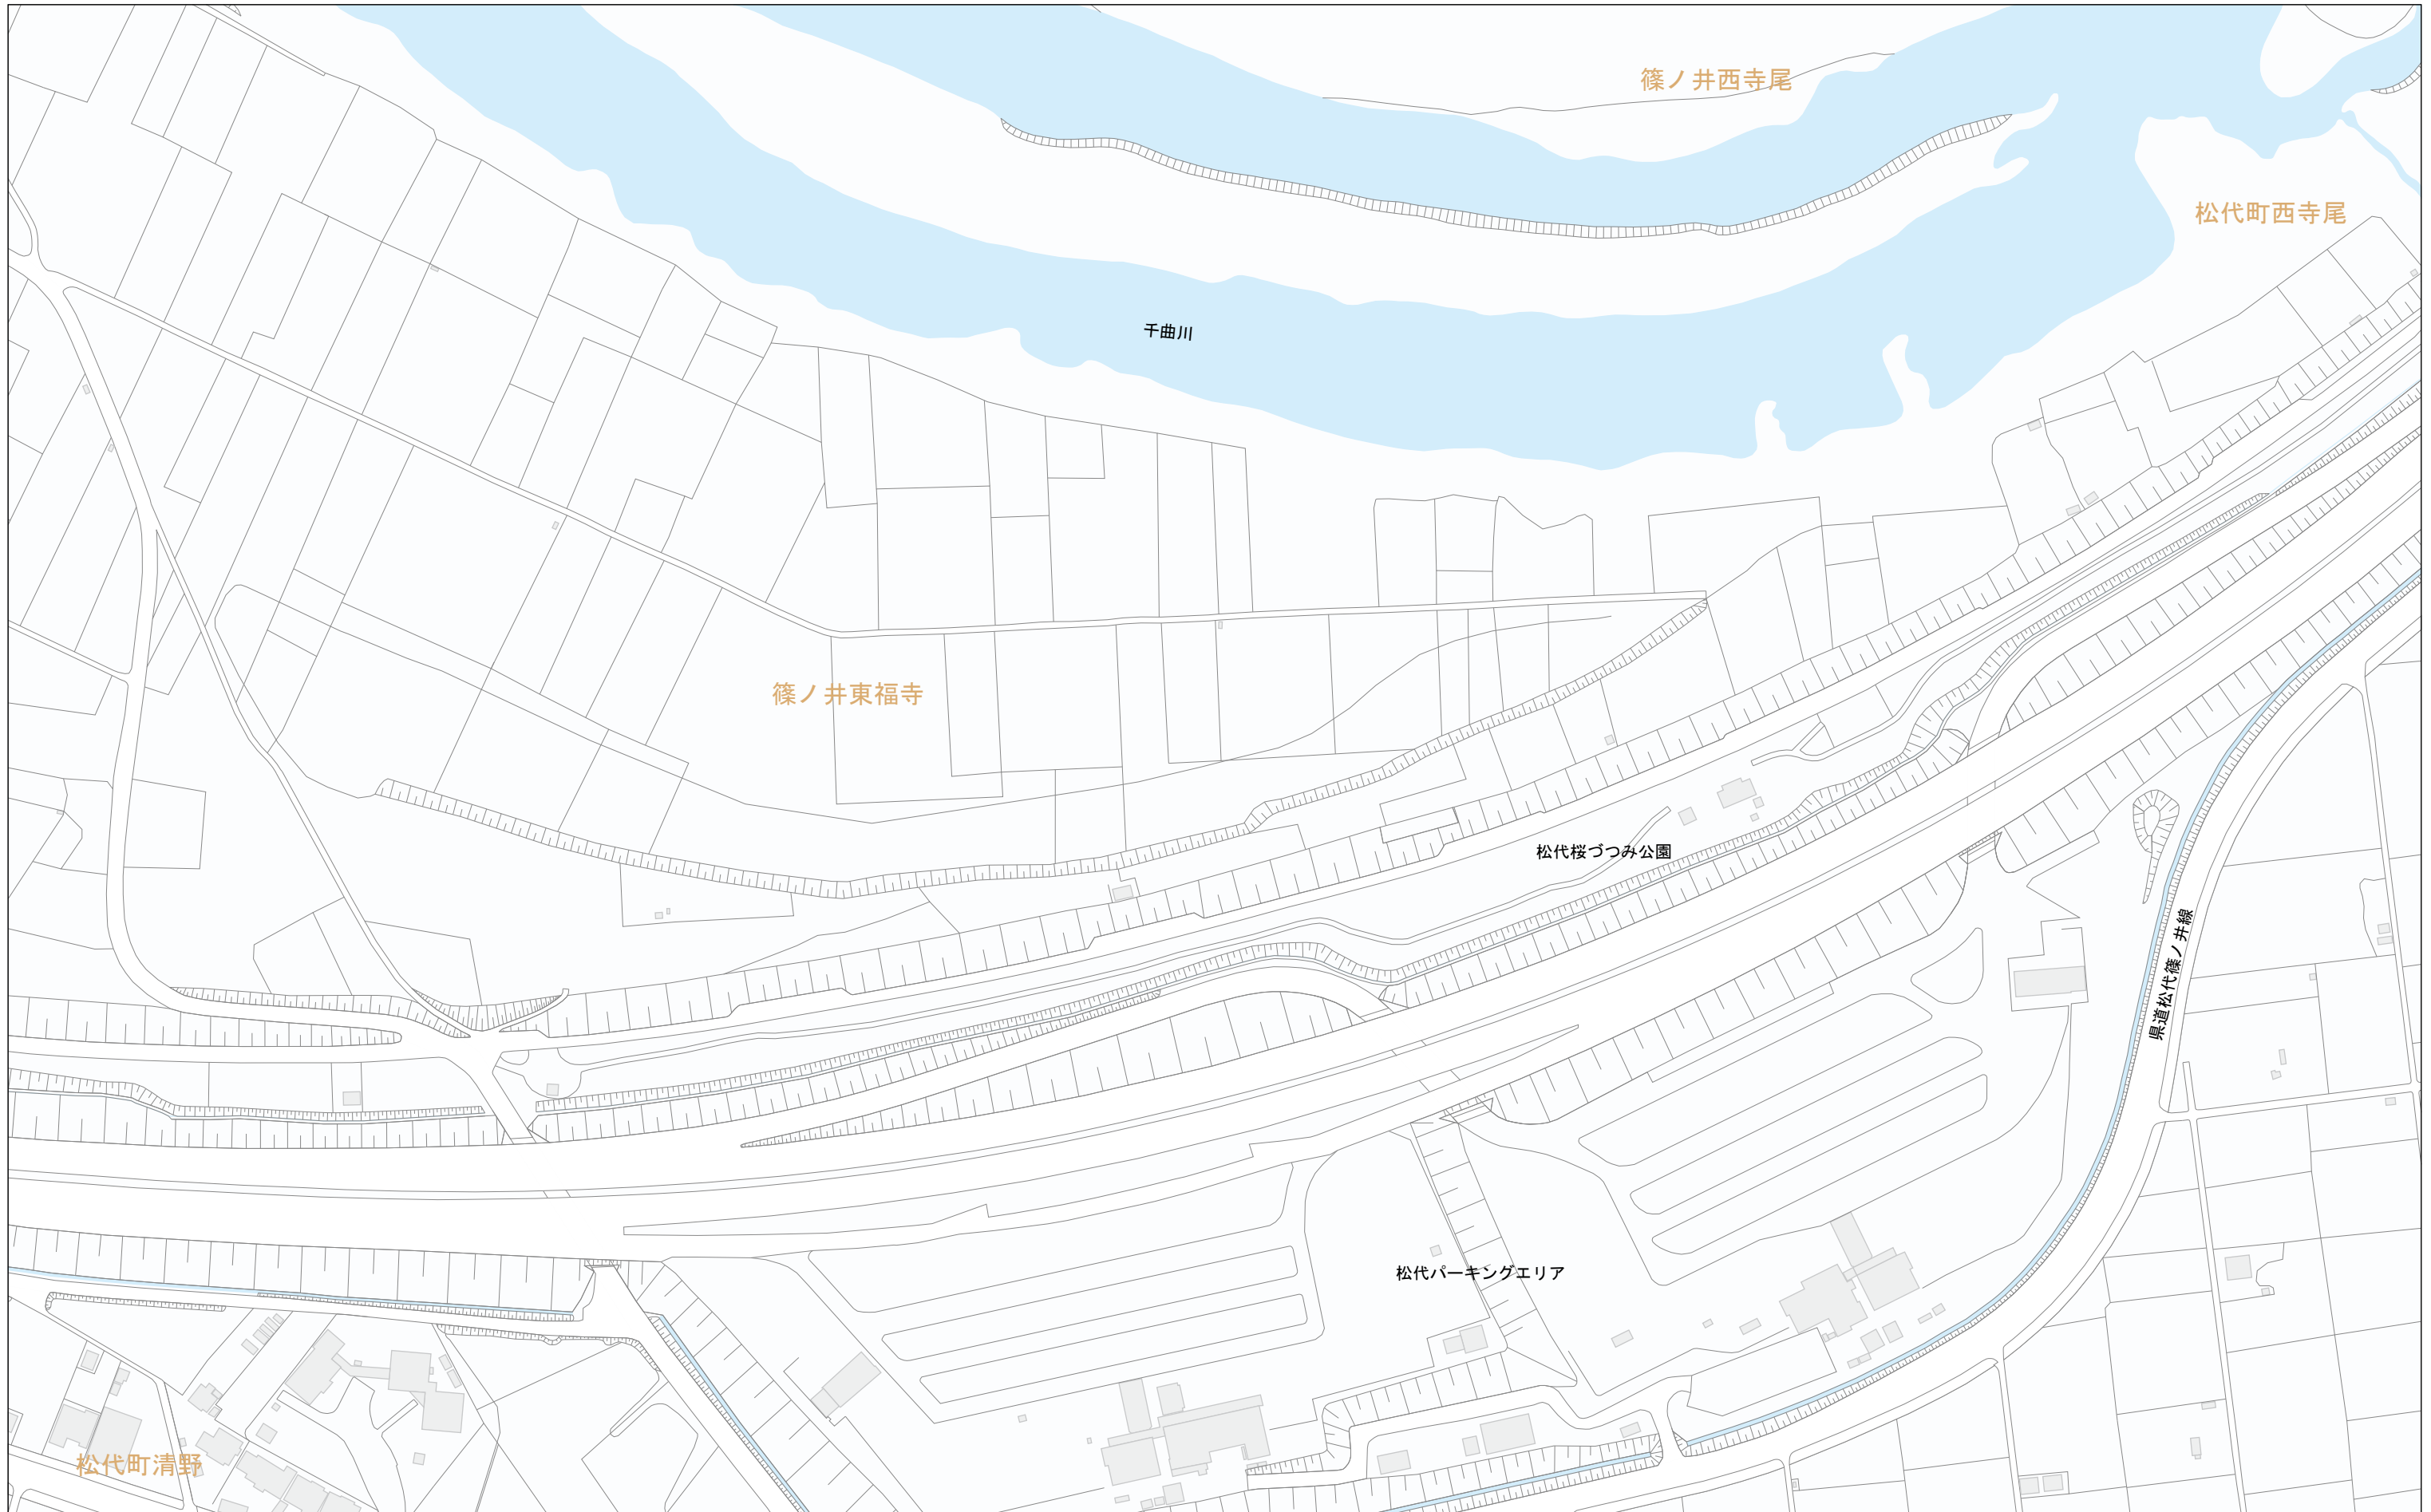 篠ノ井西寺尾
松代町西寺尾
千曲川
篠ノ井東福寺
松代桜づつみ公園
県道松代篠ノ井線
松代パーキングエリア
松代町清野